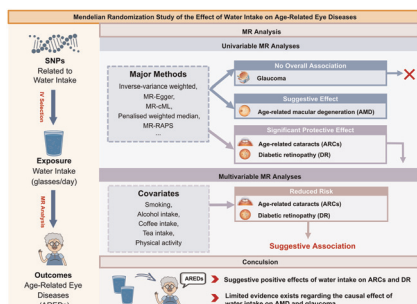 Mendelian Randomization Study of the Effect of Water Intake on Age-Related Eye Diseases
SNPs
Related to
Water Intake
IV Selection
Exposure
Water Intake
(glasses/day)
MR Analysis
Outcomes
Age-Related Eye
Diseases
(AREDs)
MR Analysis
Univariable MR Analyses
Major Methods
Inverse-variance weighted,
MR-Egger,
MR-cML,
Penalised weighted median,
MR-RAPS
...
No Overall Association
Glaucoma
Suggestive Effect
Age-related macular degeneration (AMD)
Significant Protective Effect
Age-related cataracts (ARCs)
Diabetic retinopathy (DR)
Multivariable MR Analyses
Covariates
Smoking,
Alcohol intake,
Coffee intake,
Tea intake,
Physical activity
Reduced Risk
Age-related cataracts (ARCs)
Diabetic retinopathy (DR)
Suggestive Association
Conculsion
AREDs
Suggestive positive effects of water intake on ARCs and DR
Limited evidence exists regarding the causal effect of
water intake on AMD and glaucoma